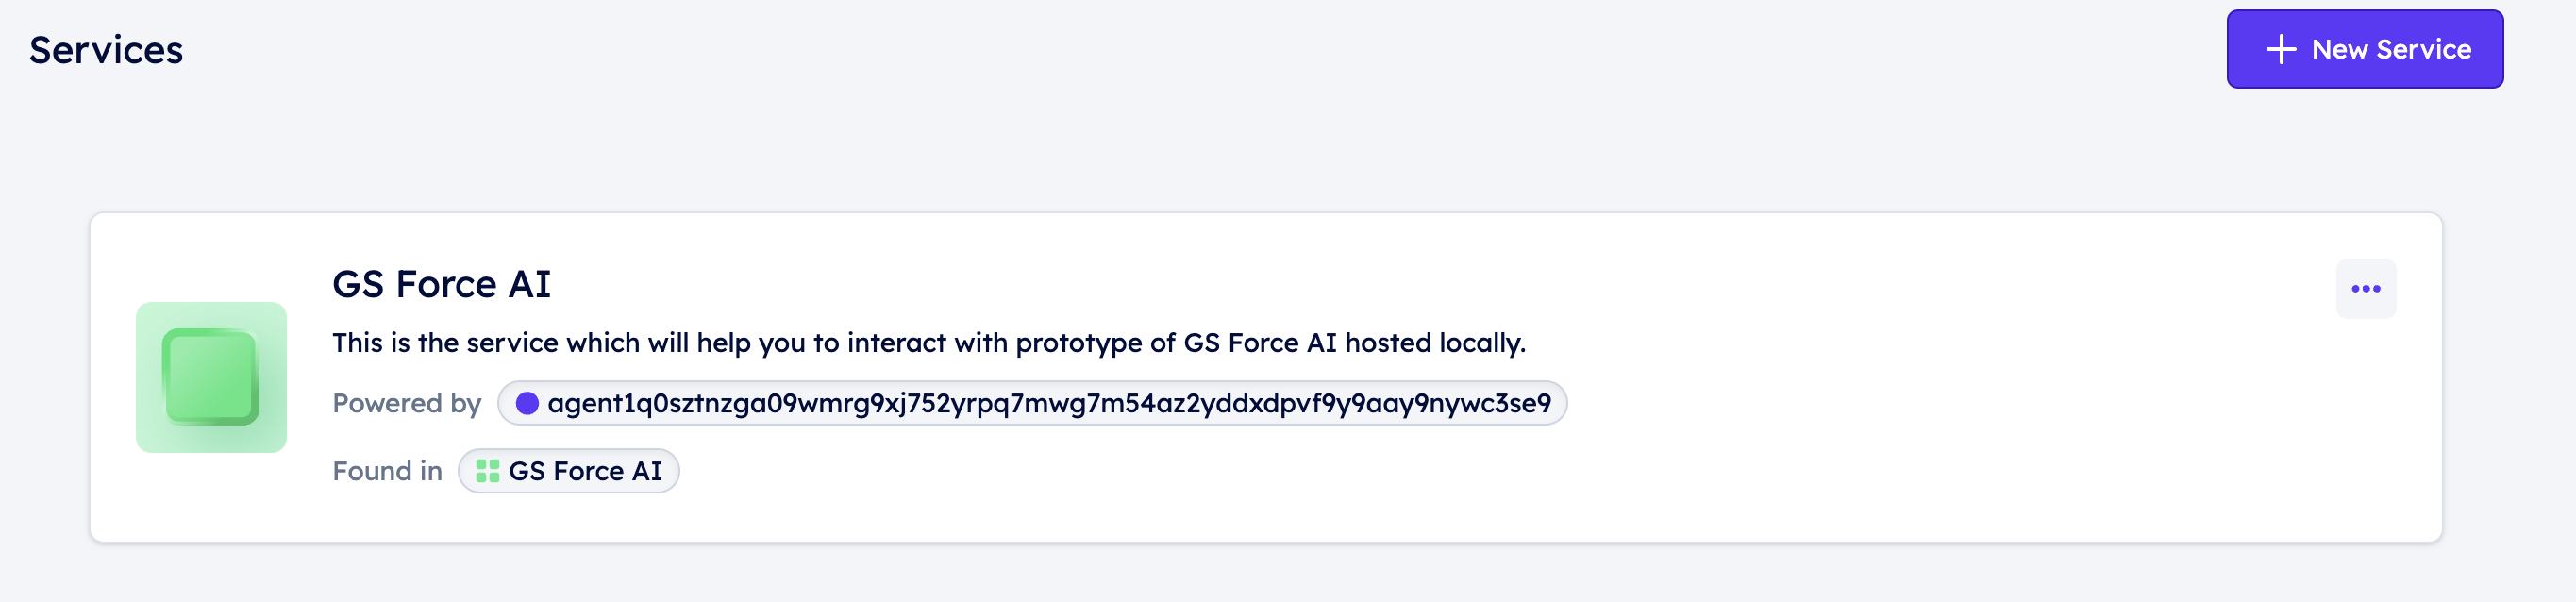 Services
New Service
GS Force AI
This is the service which will help you to interact with prototype of GS Force AI hosted locally.
Powered by agent1q0sztnzga09wmrg9xj752yrpq7mwg7m54az2yddxdpvf9y9aay9nywc3se9
Found in GS Force AI